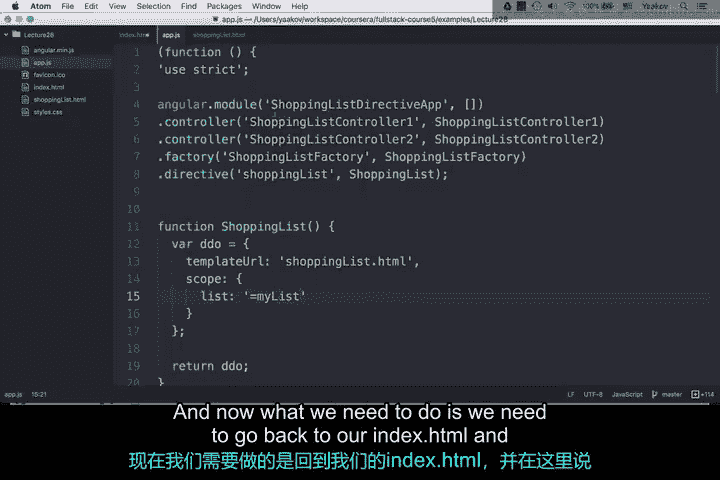 Atom File Edit View Selection Find Packages Window Help 100% Yaakov
app.js — /Users/yaakov/workspace/coursera/fullstack-course5/examples/Lecture28
Lecture28
angular.min.js
app.js
favicon.ico
index.html
shoppingList.html
styles.css
index.html app.js shoppingList.html
1 (function () {
2 'use strict';
3
4 angular.module('ShoppingListDirectiveApp', [])
5 .controller('ShoppingListController1', ShoppingListController1)
6 .controller('ShoppingListController2', ShoppingListController2)
7 .factory('ShoppingListFactory', ShoppingListFactory)
8 .directive('shoppingList', ShoppingList);
9
10
11 function ShoppingList() {
12 var ddo = {
13 templateUrl: 'shoppingList.html',
14 scope: {
15 list: '=myList'
16 }
17 };
18
19 return ddo;
20 }
app.js 15:21 LF UTF-8 JavaScript master +114
And now what we need to do is we need
to go back to our index.html and
现在我们需要做的是回到我们的index.html，并在这里说